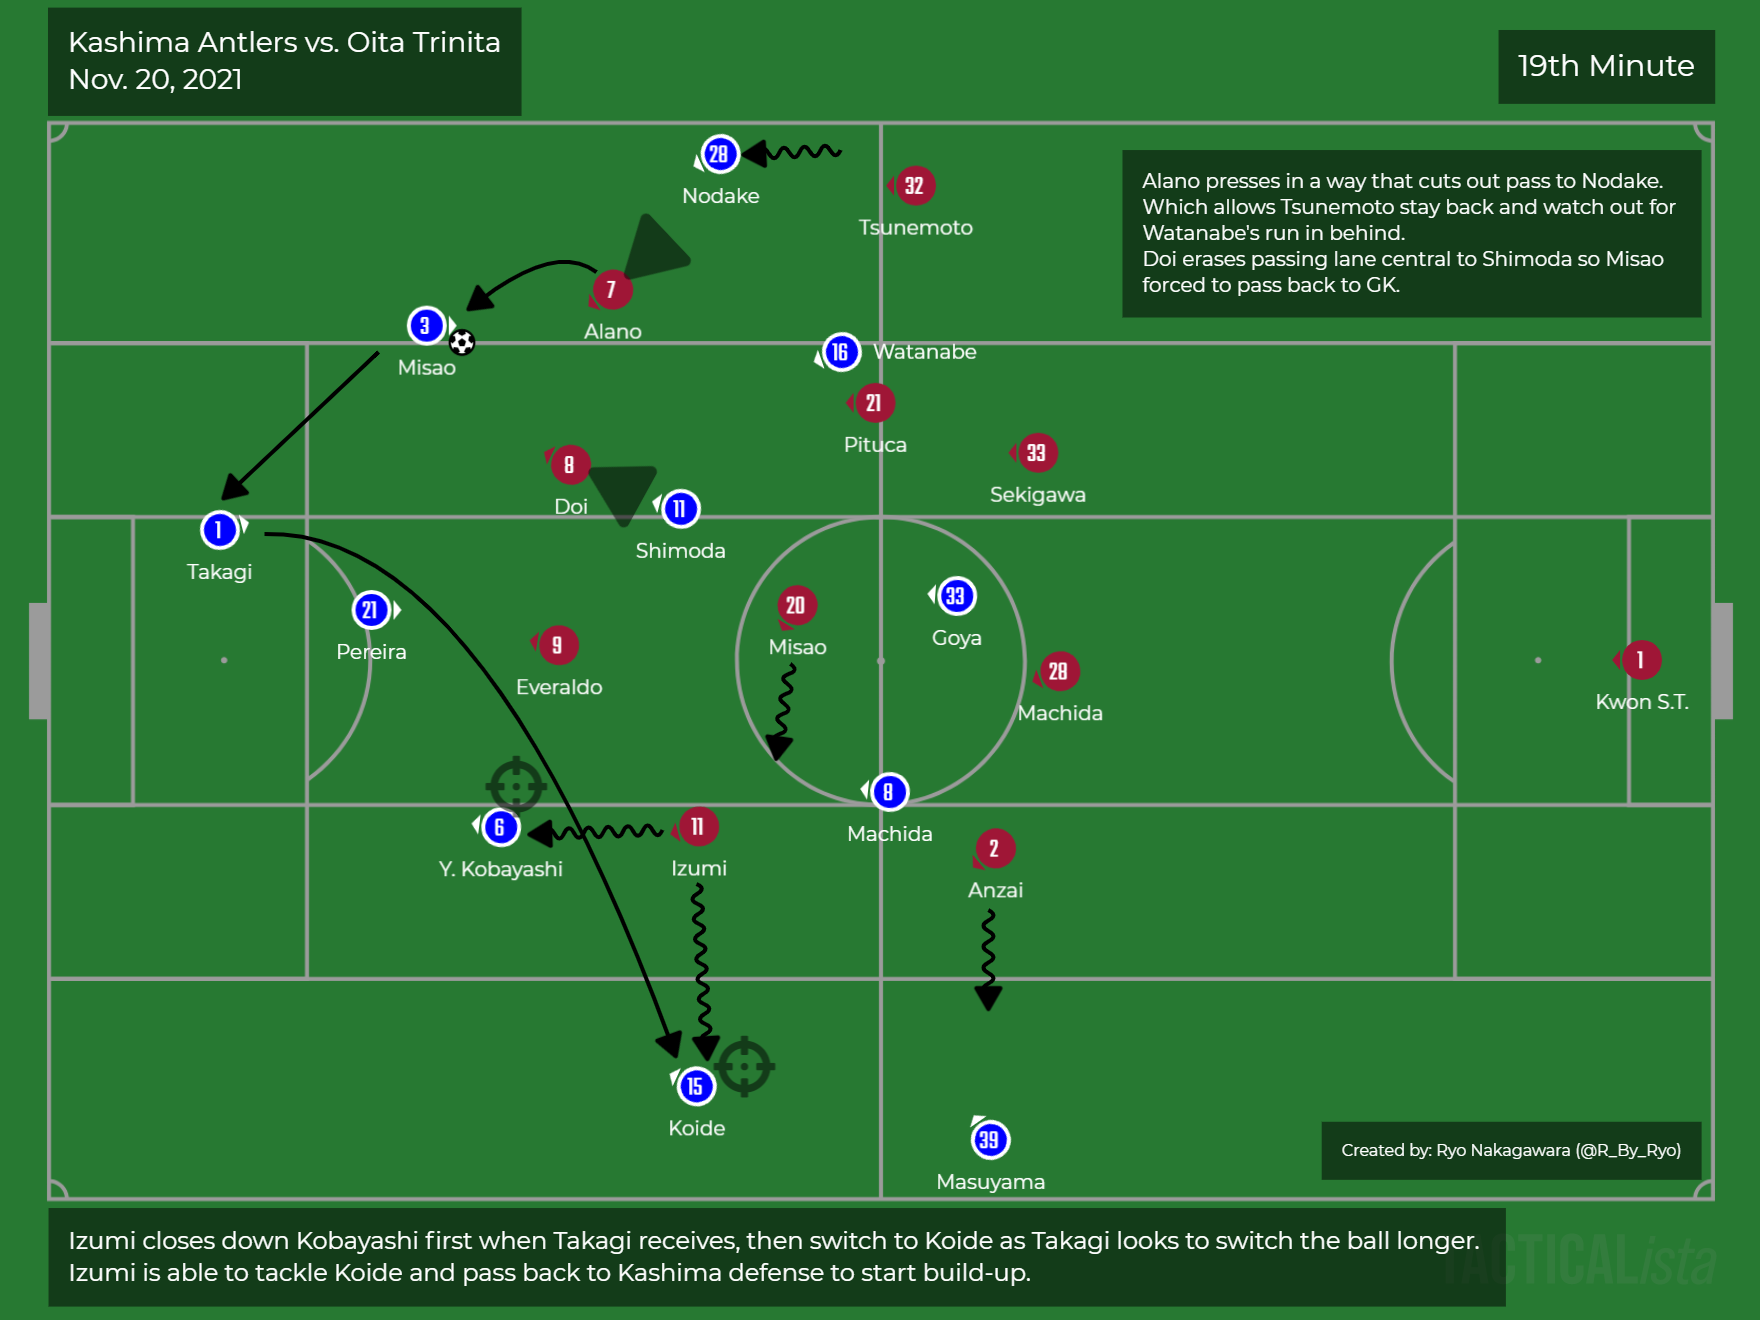 Kashima Antlers vs. Oita Trinita
Nov. 20, 2021
19th Minute
28
Nodake
32
Tsunemoto
Alano presses in a way that cuts out pass to Nodake.
Which allows Tsunemoto stay back and watch out for
Watanabe's run in behind.
Doi erases passing lane central to Shimoda so Misao
forced to pass back to GK.
7
Alano
3
Misao
16
Watanabe
21
Pituca
8
Doi
33
Sekigawa
11
Shimoda
1
Takagi
21
Pereira
20
Misao
33
Goya
9
Everaldo
28
Machida
1
Kwon S.T.
8
Machida
6
Y. Kobayashi
11
Izumi
2
Anzai
15
Koide
39
Masuyama
Created by: Ryo Nakagawara (@R_By_Ryo)
Izumi closes down Kobayashi first when Takagi receives, then switch to Koide as Takagi looks to switch the ball longer.
Izumi is able to tackle Koide and pass back to Kashima defense to start build-up.
TACTICALista